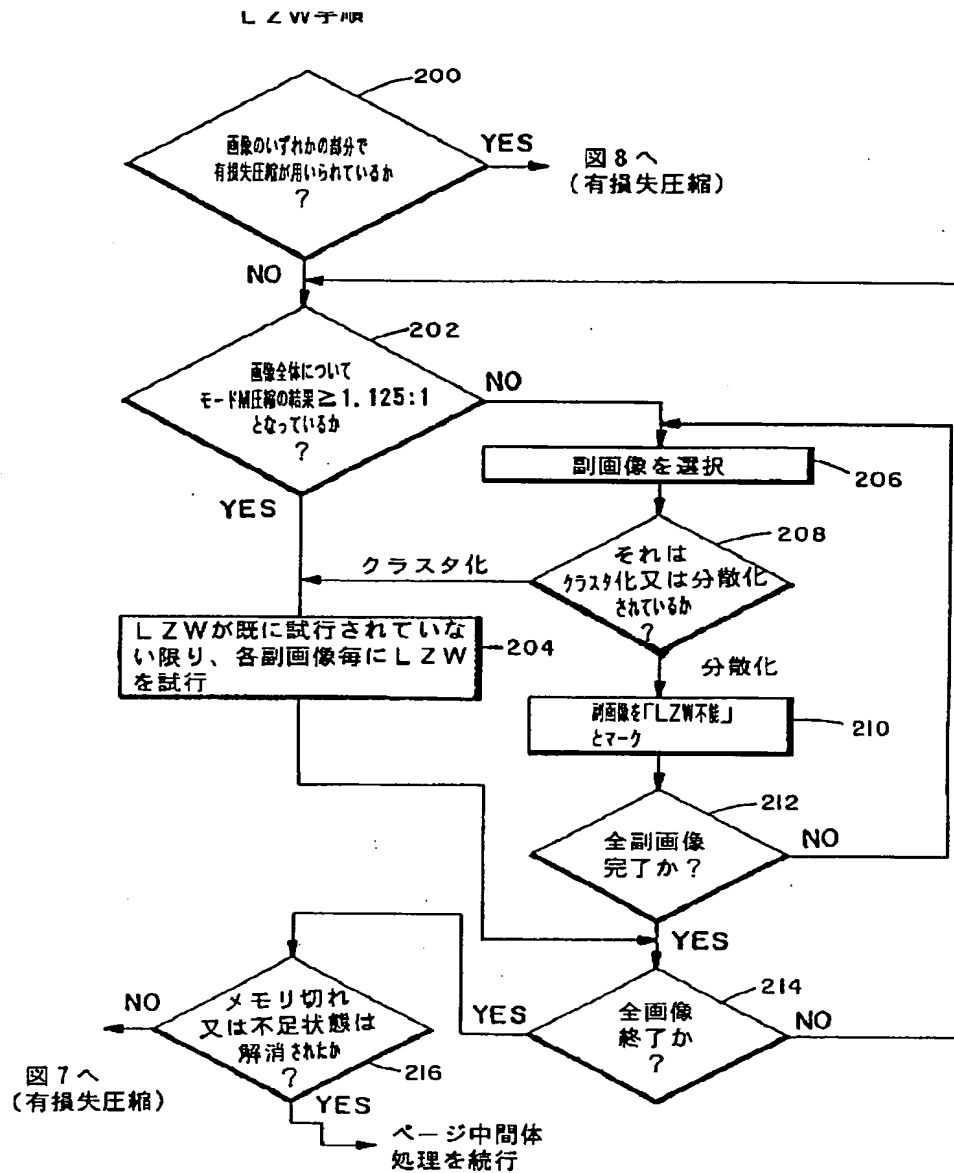 LZW手順
200
画像のいずれかの部分で
有損失圧縮が用いられているか
?
YES
図8へ
(有損失圧縮)
NO
202
画像全体について
モードM圧縮の結果≧1.125:1
となっているか
?
NO
YES
副画像を選択
206
208
それは
クラスタ化又は分散化
されているか
?
クラスタ化
分散化
LZWが既に試行されていな
い限り、各副画像毎にLZW
を試行
204
副画像を「LZW不能」
とマーク
210
212
全副画像
完了か?
NO
YES
214
全画像
終了か
?
NO
YES
メモリ切れ
又は不足状態は
解消されたか
?
216
NO
図7へ
(有損失圧縮)
YES
ページ中間体
処理を続行